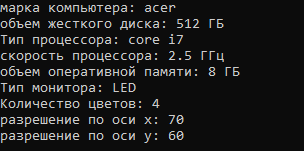 марка компьютера: acer
объем жесткого диска: 512 ГБ
Тип процессора: core i7
скорость процессора: 2.5 ГГц
объем оперативной памяти: 8 ГБ
Тип монитора: LED
Количество цветов: 4
разрешение по оси x: 70
разрешение по оси y: 60